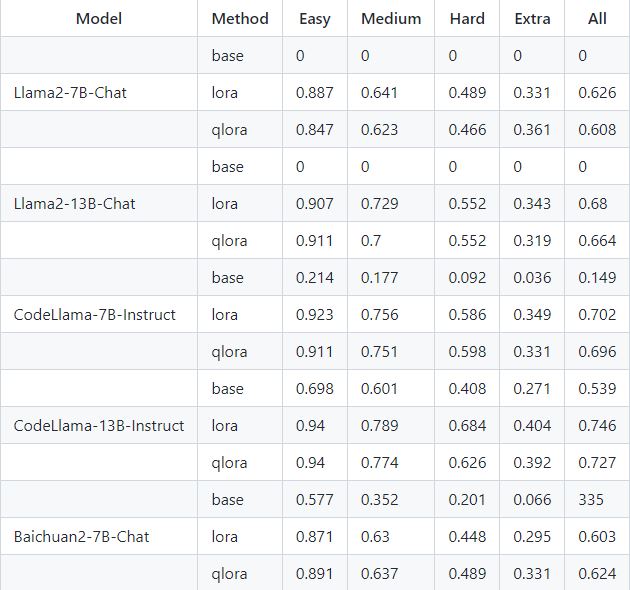 Model Method Easy Medium Hard Extra All
base 0 0 0 0 0
Llama2-7B-Chat lora 0.887 0.641 0.489 0.331 0.626
qlora 0.847 0.623 0.466 0.361 0.608
base 0 0 0 0 0
Llama2-13B-Chat lora 0.907 0.729 0.552 0.343 0.68
qlora 0.911 0.7 0.552 0.319 0.664
base 0.214 0.177 0.092 0.036 0.149
CodeLlama-7B-Instruct lora 0.923 0.756 0.586 0.349 0.702
qlora 0.911 0.751 0.598 0.331 0.696
base 0.698 0.601 0.408 0.271 0.539
CodeLlama-13B-Instruct lora 0.94 0.789 0.684 0.404 0.746
qlora 0.94 0.774 0.626 0.392 0.727
base 0.577 0.352 0.201 0.066 335
Baichuan2-7B-Chat lora 0.871 0.63 0.448 0.295 0.603
qlora 0.891 0.637 0.489 0.331 0.624